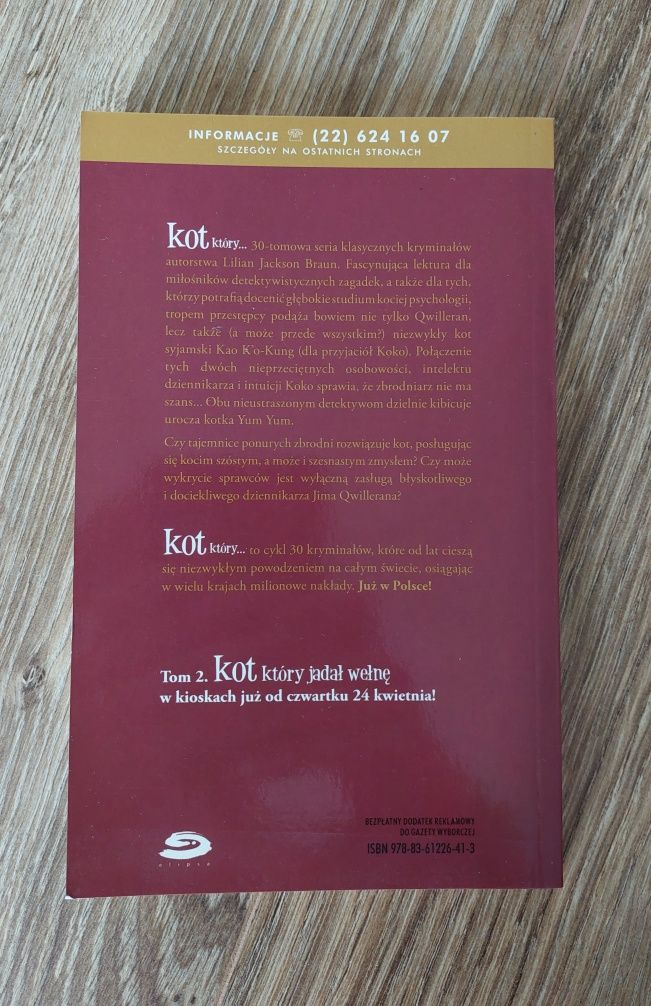 INFORMACJE ☎ (22) 624 16 07
SZCZEGÓŁY NA OSTATNICH STRONACH
kot który... 30-tomowa seria klasycznych kryminałów
autorstwa Lilian Jackson Braun. Fascynująca lektura dla
miłośników detektywistycznych zagadek, a także dla tych,
którzy potrafią docenić głębokie studium kociej psychologii,
tropem przestępcy podąża bowiem nie tylko Qwilleran,
lecz także (a może przede wszystkim?) niezwykły kot
syjamski Kao K'o-Kung (dla przyjaciół Koko). Połączenie
tych dwóch nieprzeciętnych osobowości, intelektu
dziennikarza i intuicji Koko sprawia, że zbrodniarz nie ma
szans... Obu nieustraszonym detektywom dzielnie kibicuje
urocza kotka Yum Yum.
Czy tajemnice ponurych zbrodni rozwiązuje kot, posługując
się kocim szóstym, a może i szesnastym zmysłem? Czy może
wykrycie sprawców jest wyłączną zasługą błyskotliwego
i dociekliwego dziennikarza Jima Qwillerana?
kot który... to cykl 30 kryminałów, które od lat cieszą
się niezwykłym powodzeniem na całym świecie, osiągając
w wielu krajach milionowe nakłady. Już w Polsce!
Tom 2. kot który jadał wełnę
w kioskach już od czwartku 24 kwietnia!
BEZPŁATNY DODATEK REKLAMOWY
DO GAZETY WYBORCZEJ
ISBN 978-83-61226-41-3
elipsa